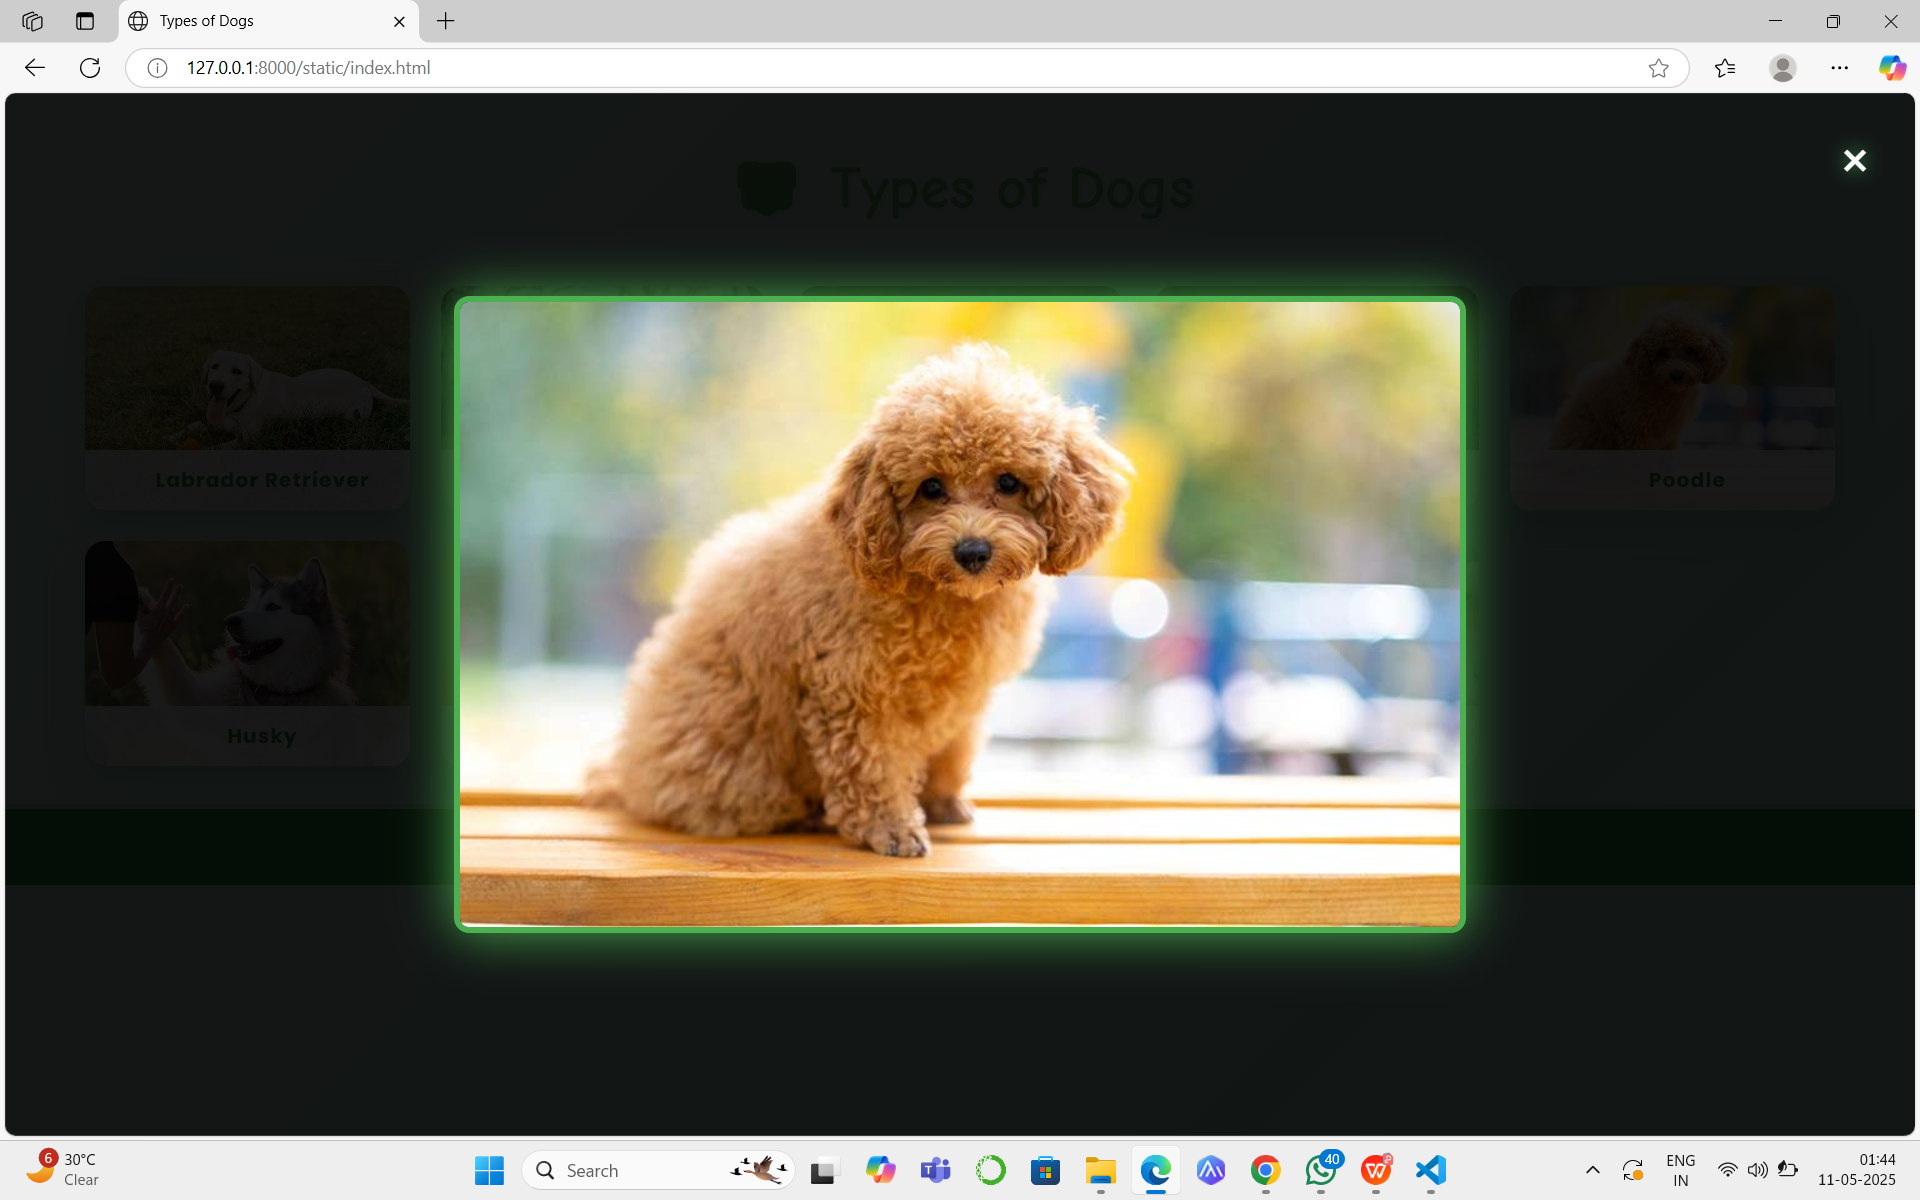 Types of Dogs
127.0.0.1:8000/static/index.html
Types of Dogs
Labrador Retriever
Poodle
Husky
6
30°C
Clear
Search
40
ENG
IN
01:44
11-05-2025